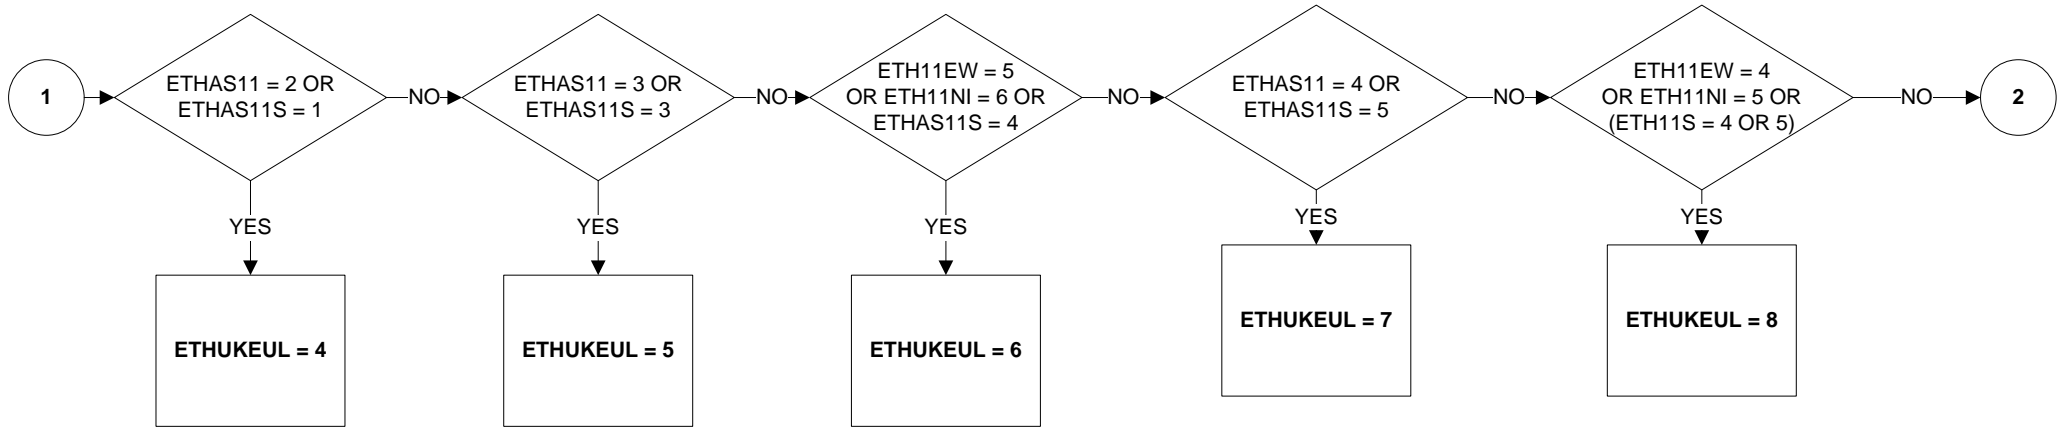 1
ETHAS11 = 2 OR
ETHAS11S = 1
NO
ETHAS11 = 3 OR
ETHAS11S = 3
NO
ETH11EW = 5
OR ETH11NI = 6 OR
ETHAS11S = 4
NO
ETHAS11 = 4 OR
ETHAS11S = 5
NO
ETH11EW = 4
OR ETH11NI = 5 OR
(ETH11S = 4 OR 5)
NO
2
YES
YES
YES
YES
YES
ETHUKEUL = 4
ETHUKEUL = 5
ETHUKEUL = 6
ETHUKEUL = 7
ETHUKEUL = 8